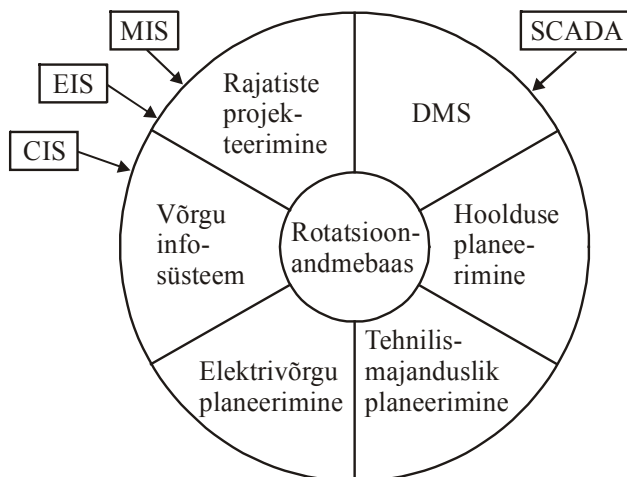 MIS
SCADA
EIS
CIS
Rajatiste
projek-
teerimine
DMS
Võrgu
info-
süsteem
Rotatsioon-
andmebaas
Hoolduse
planee-
rimine
Elektrivõrgu
planeerimine
Tehnilis-
majanduslik
planeerimine